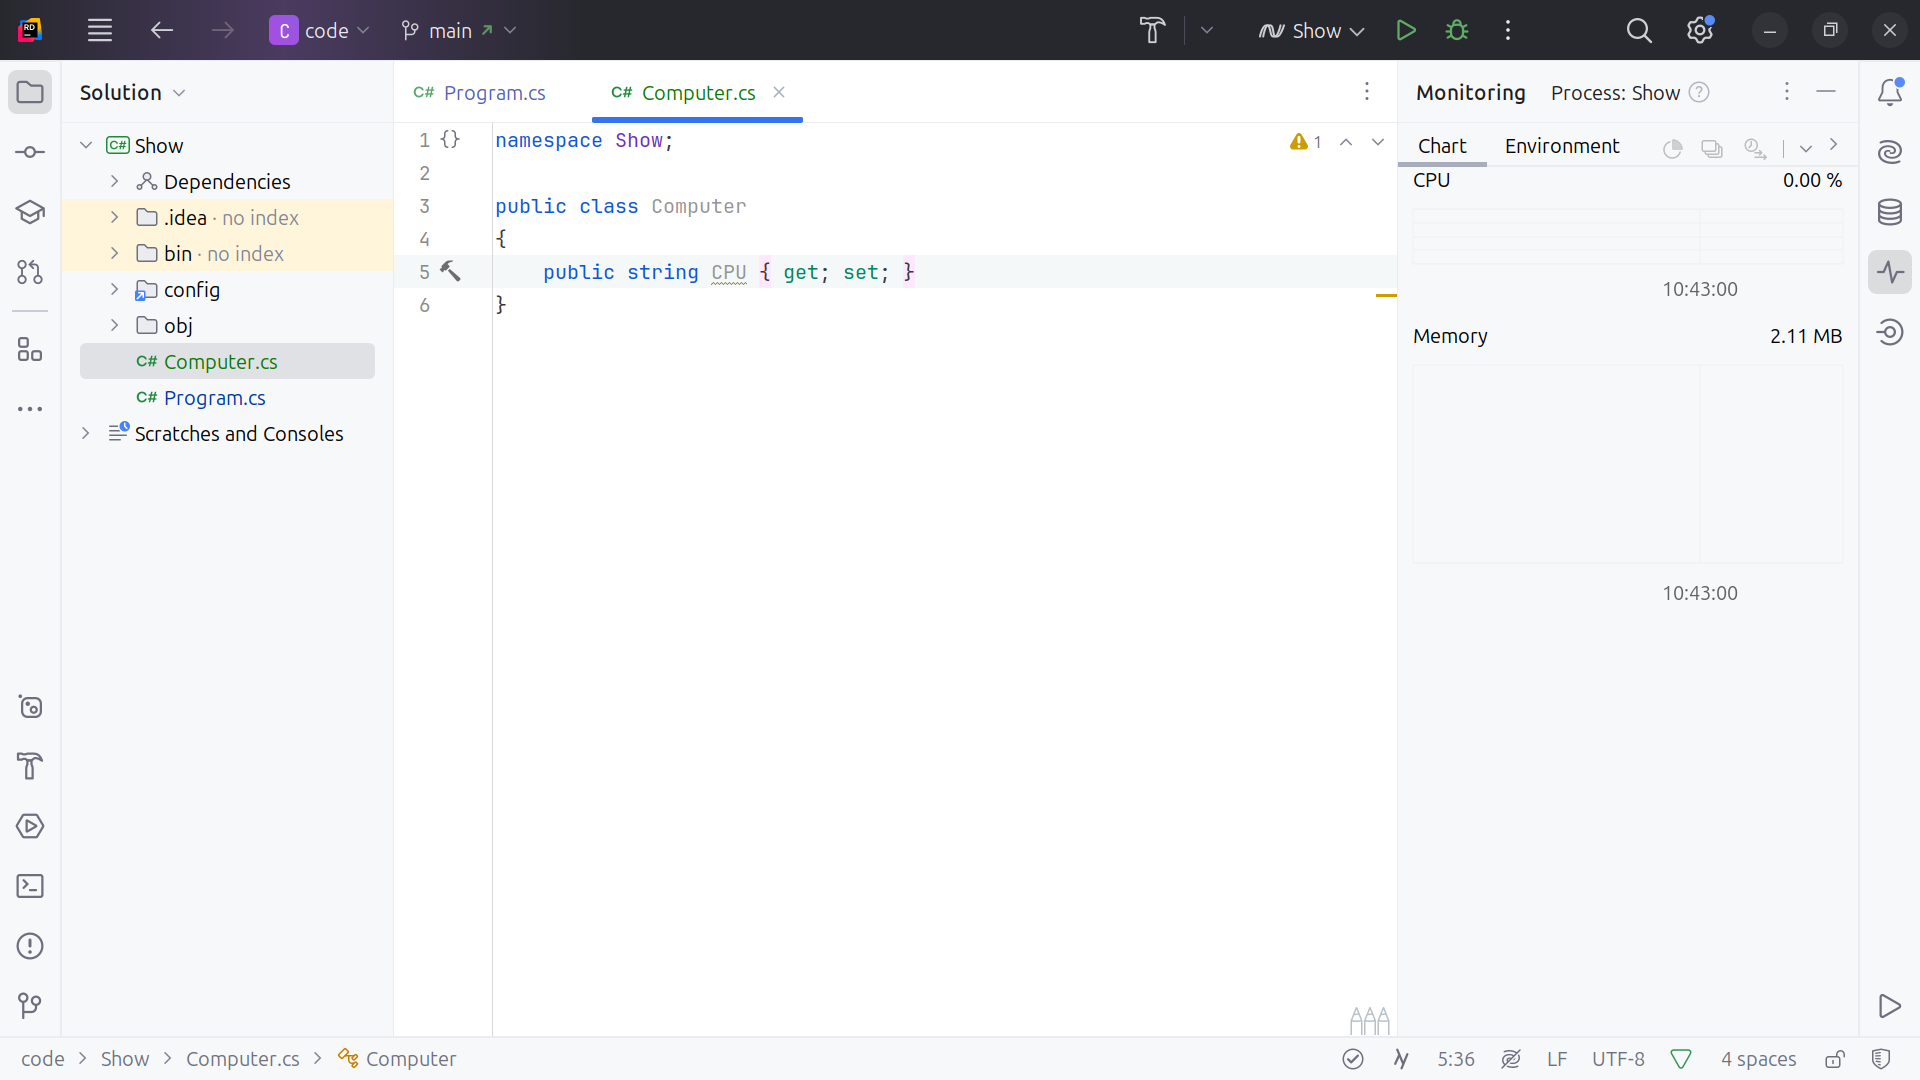 RD
C code
main
Show
Solution
Show
Dependencies
.idea · no index
bin · no index
config
obj
C# Computer.cs
C# Program.cs
Scratches and Consoles
C# Program.cs
C# Computer.cs
1 {} namespace Show;
2
3 public class Computer
4 {
5 public string CPU { get; set; }
6 }
1
Monitoring Process: Show ?
Chart Environment
CPU 0.00 %
10:43:00
Memory 2.11 MB
10:43:00
code > Show > Computer.cs > Computer
5:36 LF UTF-8 4 spaces